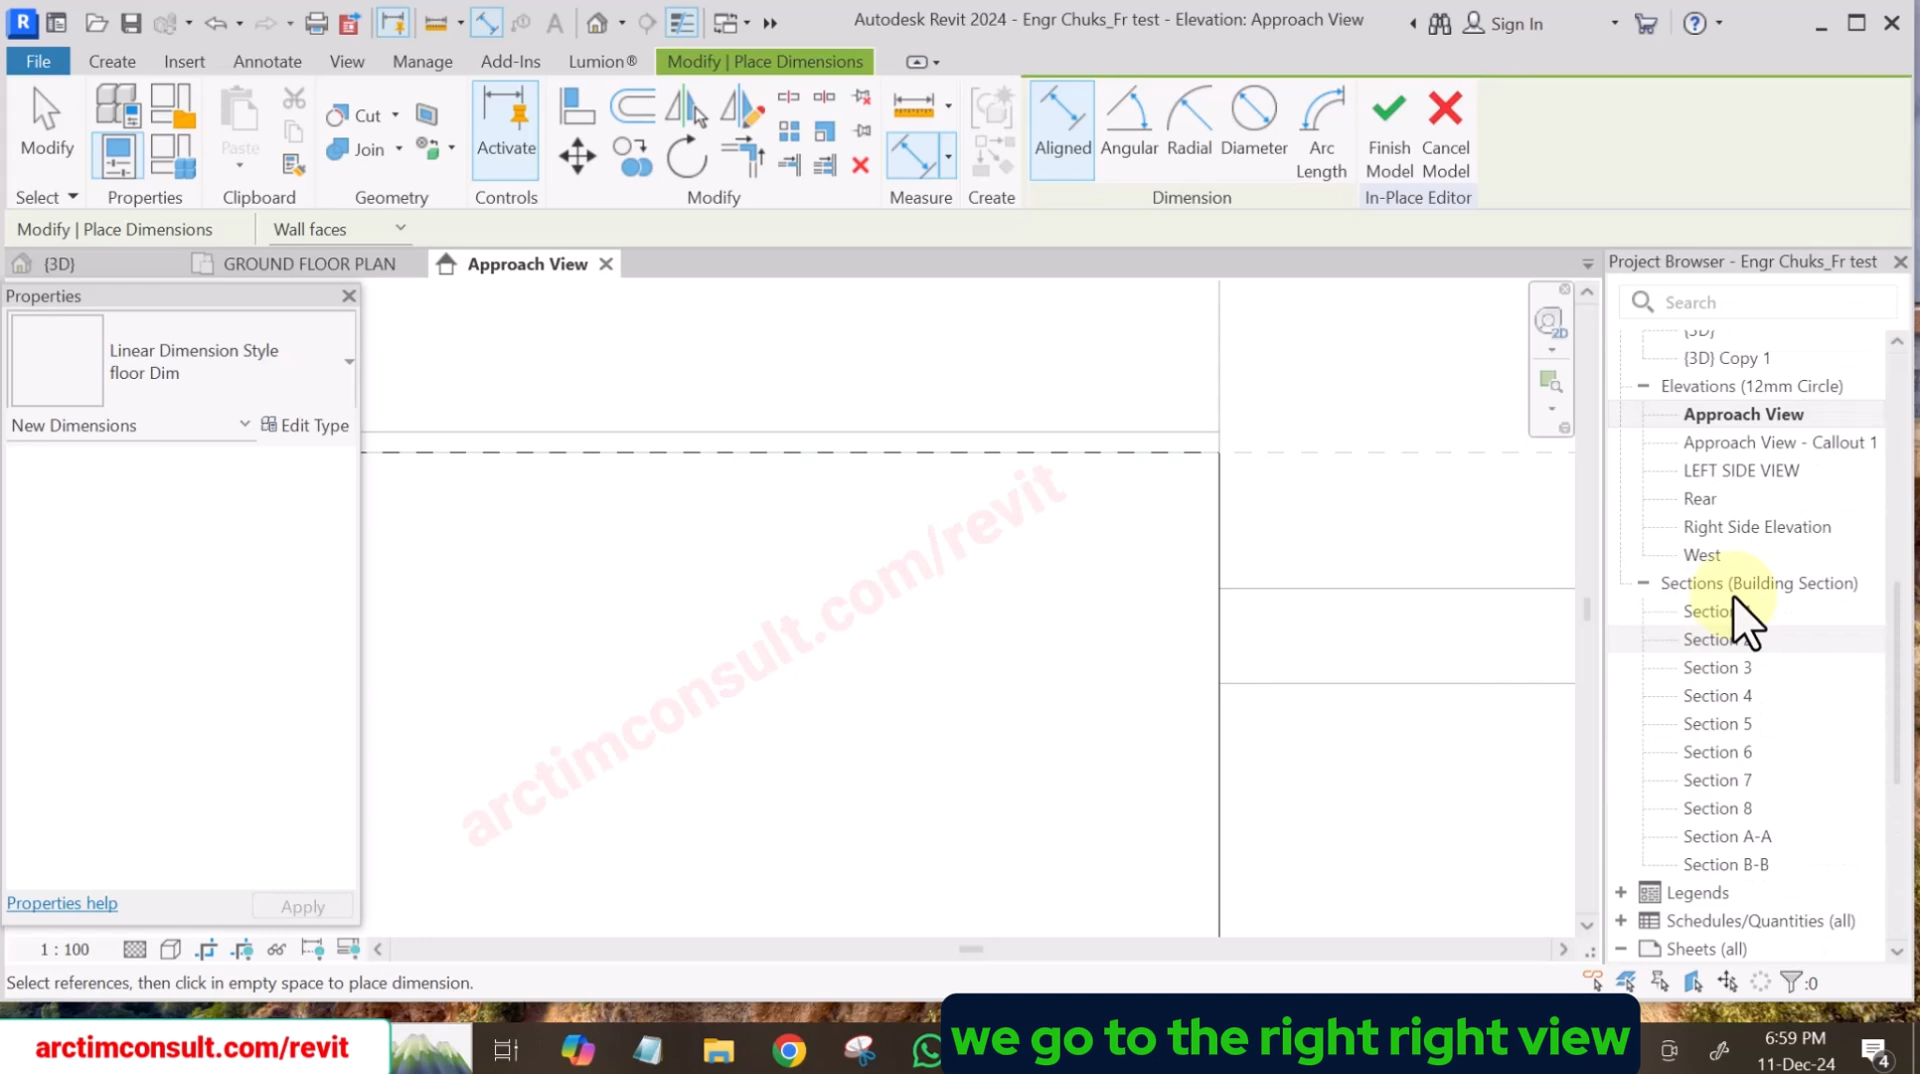 Autodesk Revit 2024 - Engr Chuks_Fr test - Elevation: Approach View
Sign In
File
Create
Insert
Annotate
View
Manage
Add-Ins
Lumion®
Modify | Place Dimensions
Modify
Paste
Cut
Join
Activate
Aligned
Angular
Radial
Diameter
Arc
Length
Finish
Model
Cancel
Model
Select
Properties
Clipboard
Geometry
Controls
Modify
Measure
Create
Dimension
In-Place Editor
Modify | Place Dimensions
Wall faces
{3D}
GROUND FLOOR PLAN
Approach View
Project Browser - Engr Chuks_Fr test
Properties
Linear Dimension Style
floor Dim
New Dimensions
Edit Type
Properties help
Apply
2D
Search
{3D}
{3D} Copy 1
Elevations (12mm Circle)
Approach View
Approach View - Callout 1
LEFT SIDE VIEW
Rear
Right Side Elevation
West
Sections (Building Section)
Section
Section
Section 3
Section 4
Section 5
Section 6
Section 7
Section 8
Section A-A
Section B-B
Legends
Schedules/Quantities (all)
Sheets (all)
arctimconsult.com/revit
1 : 100
Select references, then click in empty space to place dimension.
:0
arctimconsult.com/revit
we go to the right right view
6:59 PM
11-Dec-24
4